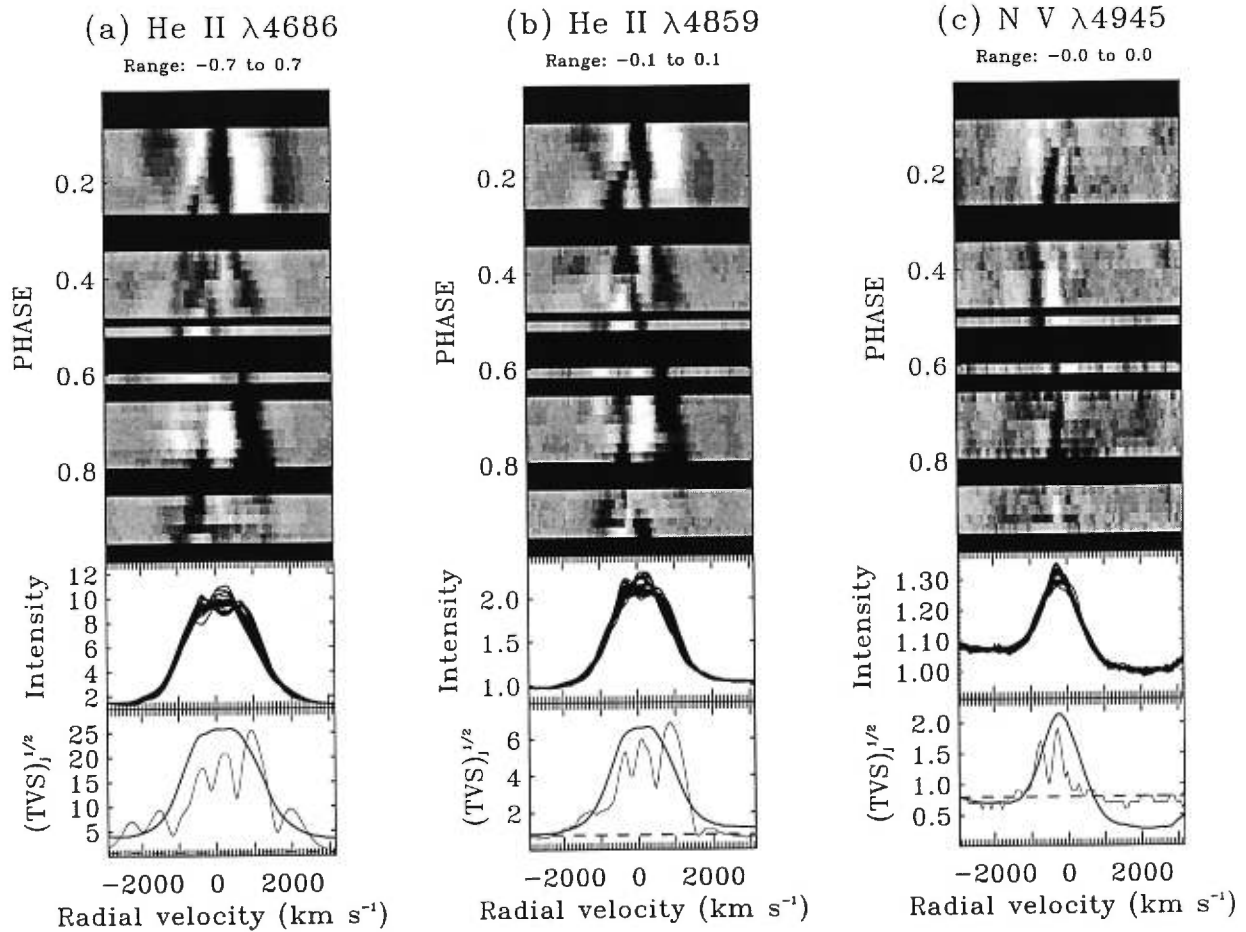 (a) He II λ4686
Range: −0.7 to 0.7
PHASE
0.2
0.4
0.6
0.8
Intensity
12
10
8
6
4
2
(TVS)j^1/2
25
20
15
10
5
−2000 0 2000
Radial velocity (km s⁻¹)
(b) He II λ4859
Range: −0.1 to 0.1
PHASE
0.2
0.4
0.6
0.8
Intensity
2.0
1.5
1.0
(TVS)j^1/2
6
4
2
−2000 0 2000
Radial velocity (km s⁻¹)
(c) N V λ4945
Range: −0.0 to 0.0
PHASE
0.2
0.4
0.6
0.8
Intensity
1.30
1.20
1.10
1.00
(TVS)j^1/2
2.0
1.5
1.0
0.5
−2000 0 2000
Radial velocity (km s⁻¹)